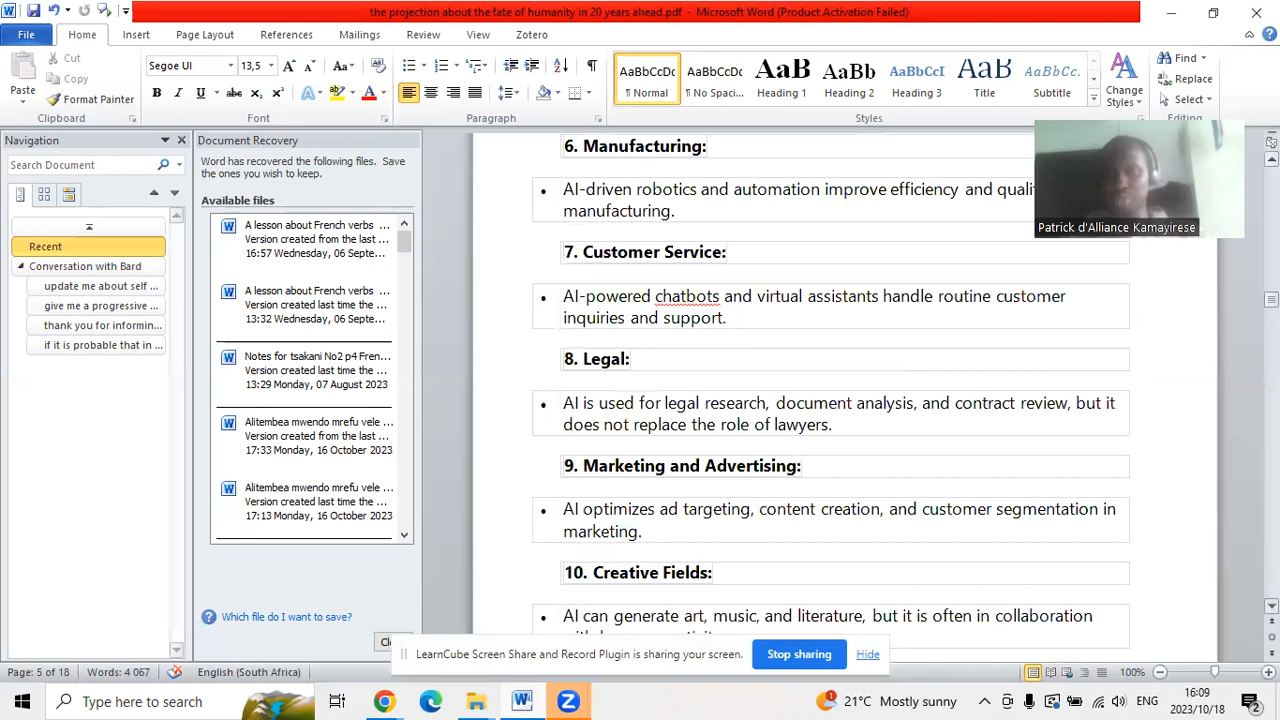 the projection about the fate of humanity in 20 years ahead.pdf - Microsoft Word (Product Activation Failed)
File Home Insert Page Layout References Mailings Review View Zotero
Cut
Copy
Format Painter
Paste
Clipboard
Segoe UI 13,5
Font
Paragraph
AaBbCcDc AaBbCcDc AaB AaBbCc AaBbCcI AaB AaBbCc.
¶ Normal ¶ No Spaci... Heading 1 Heading 2 Heading 3 Title Subtitle
Change Styles
Styles
Find
Replace
Select
Editing
Navigation
Search Document
Recent
Conversation with Bard
update me about self ...
give me a progressive ...
thank you for informin...
if it is probable that in ...
Document Recovery
Word has recovered the following files. Save
the ones you wish to keep.
Available files
A lesson about French verbs ...
Version created from the last ...
16:57 Wednesday, 06 Septe...
A lesson about French verbs ...
Version created last time the ...
13:32 Wednesday, 06 Septe...
Notes for tsakani No2 p4 Fren...
Version created last time the ...
13:29 Monday, 07 August 2023
Alitembea mwendo mrefu vele ...
Version created from the last ...
17:33 Monday, 16 October 2023
Alitembea mwendo mrefu vele ...
Version created last time the ...
17:13 Monday, 16 October 2023
Which file do I want to save?
6. Manufacturing:
• AI-driven robotics and automation improve efficiency and quali
manufacturing.
7. Customer Service:
• AI-powered chatbots and virtual assistants handle routine customer
inquiries and support.
8. Legal:
• AI is used for legal research, document analysis, and contract review, but it
does not replace the role of lawyers.
9. Marketing and Advertising:
• AI optimizes ad targeting, content creation, and customer segmentation in
marketing.
10. Creative Fields:
• AI can generate art, music, and literature, but it is often in collaboration
Patrick d'Alliance Kamayirese
LearnCube Screen Share and Record Plugin is sharing your screen. Stop sharing Hide
Page: 5 of 18 Words: 4 067 English (South Africa) 100%
Type here to search
21°C Mostly sunny
ENG
16:09
2023/10/18
2